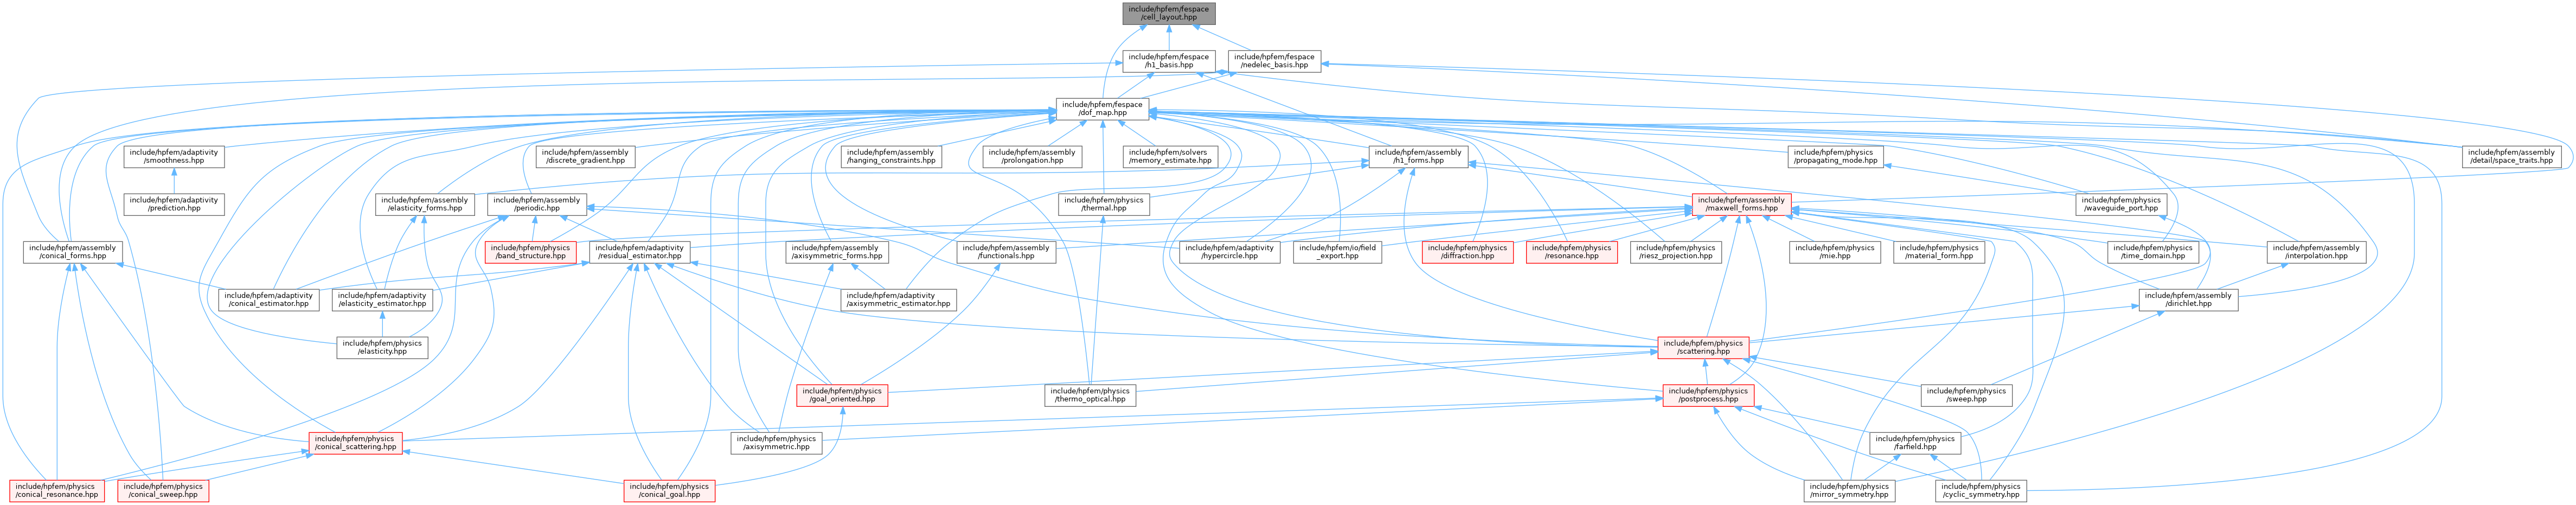 include/hpfem/fespace
/cell_layout.hpp
include/hpfem/fespace
/h1_basis.hpp
include/hpfem/fespace
/nedelec_basis.hpp
include/hpfem/fespace
/dof_map.hpp
include/hpfem/adaptivity
/smoothness.hpp
include/hpfem/assembly
/discrete_gradient.hpp
include/hpfem/assembly
/hanging_constraints.hpp
include/hpfem/assembly
/prolongation.hpp
include/hpfem/solvers
/memory_estimate.hpp
include/hpfem/assembly
/h1_forms.hpp
include/hpfem/physics
/propagating_mode.hpp
include/hpfem/assembly
/detail/space_traits.hpp
include/hpfem/adaptivity
/prediction.hpp
include/hpfem/assembly
/elasticity_forms.hpp
include/hpfem/assembly
/periodic.hpp
include/hpfem/physics
/thermal.hpp
include/hpfem/assembly
/maxwell_forms.hpp
include/hpfem/physics
/waveguide_port.hpp
include/hpfem/assembly
/conical_forms.hpp
include/hpfem/physics
/band_structure.hpp
include/hpfem/adaptivity
/residual_estimator.hpp
include/hpfem/assembly
/axisymmetric_forms.hpp
include/hpfem/assembly
/functionals.hpp
include/hpfem/adaptivity
/hypercircle.hpp
include/hpfem/io/field
_export.hpp
include/hpfem/physics
/diffraction.hpp
include/hpfem/physics
/resonance.hpp
include/hpfem/physics
/riesz_projection.hpp
include/hpfem/physics
/mie.hpp
include/hpfem/physics
/material_form.hpp
include/hpfem/physics
/time_domain.hpp
include/hpfem/assembly
/interpolation.hpp
include/hpfem/adaptivity
/conical_estimator.hpp
include/hpfem/adaptivity
/elasticity_estimator.hpp
include/hpfem/adaptivity
/axisymmetric_estimator.hpp
include/hpfem/assembly
/dirichlet.hpp
include/hpfem/physics
/elasticity.hpp
include/hpfem/physics
/scattering.hpp
include/hpfem/physics
/goal_oriented.hpp
include/hpfem/physics
/thermo_optical.hpp
include/hpfem/physics
/postprocess.hpp
include/hpfem/physics
/sweep.hpp
include/hpfem/physics
/conical_scattering.hpp
include/hpfem/physics
/axisymmetric.hpp
include/hpfem/physics
/farfield.hpp
include/hpfem/physics
/conical_resonance.hpp
include/hpfem/physics
/conical_sweep.hpp
include/hpfem/physics
/conical_goal.hpp
include/hpfem/physics
/mirror_symmetry.hpp
include/hpfem/physics
/cyclic_symmetry.hpp